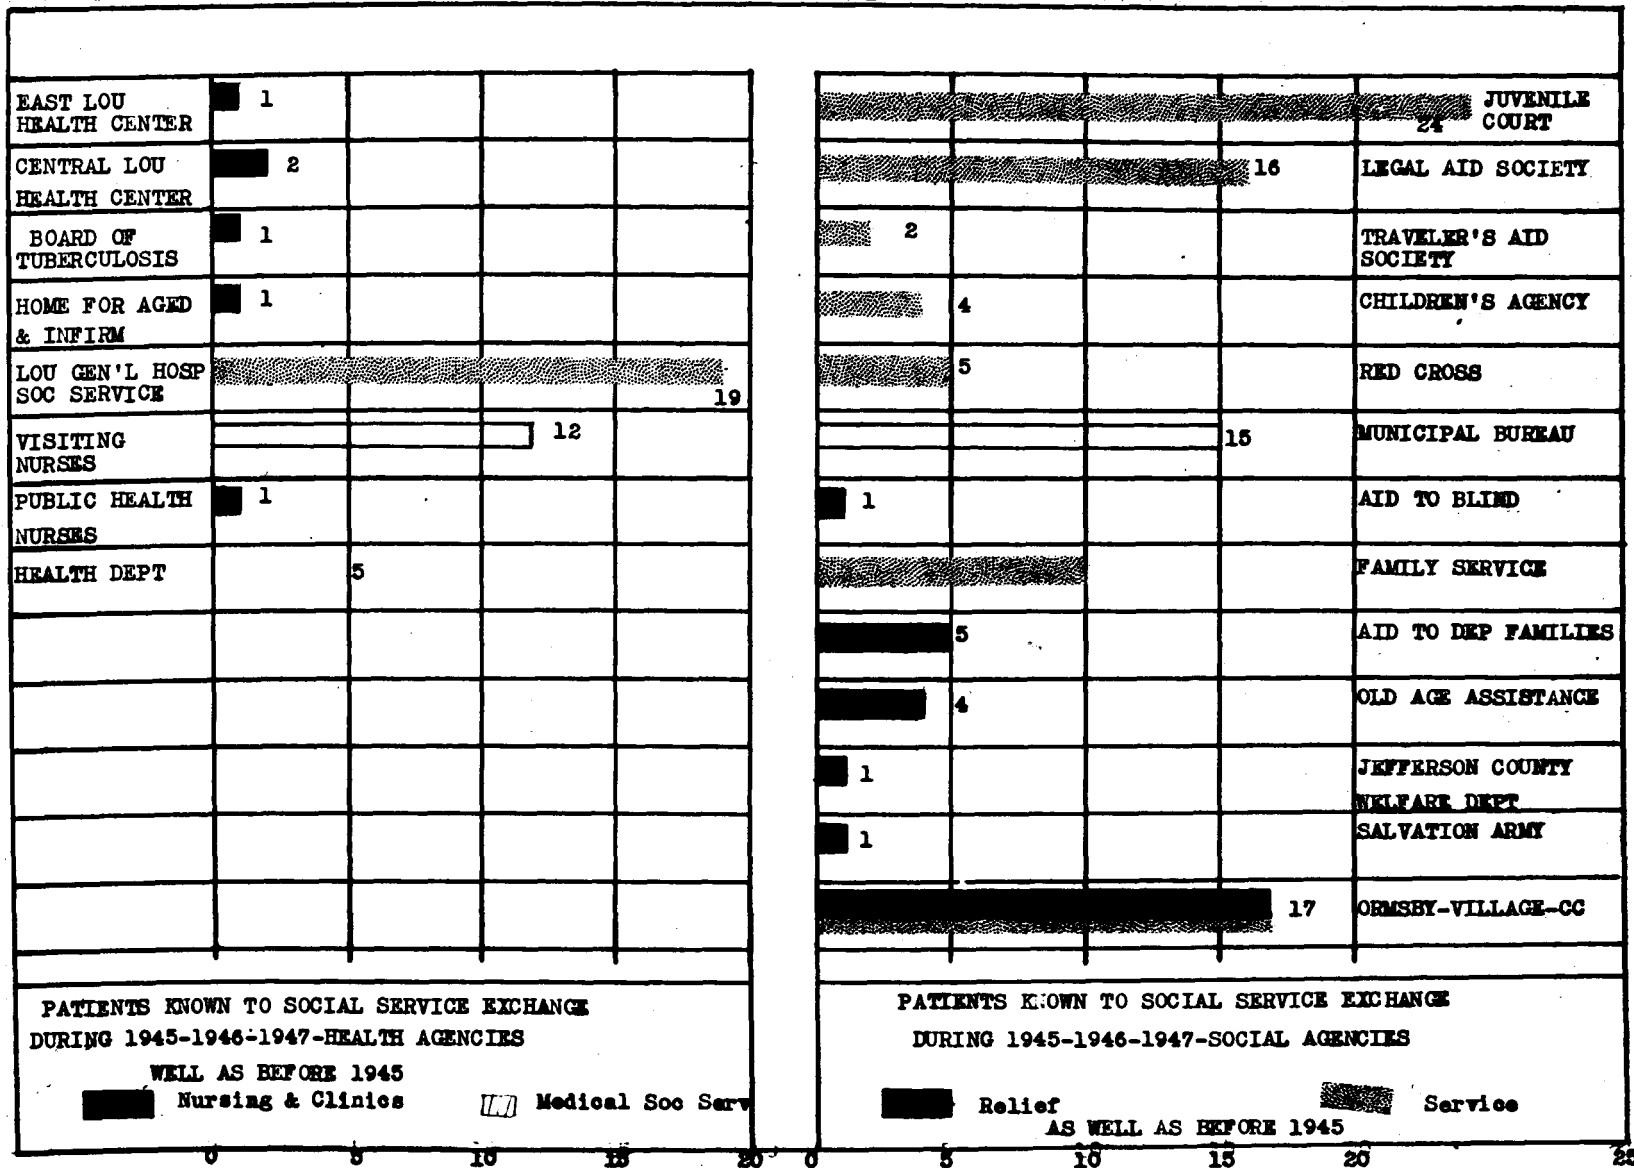 EAST LOU
HEALTH CENTER
1
CENTRAL LOU
HEALTH CENTER
2
BOARD OF
TUBERCULOSIS
1
HOME FOR AGED
& INFIRM
1
LOU GEN'L HOSP
SOC SERVICE
19
VISITING
NURSES
12
PUBLIC HEALTH
NURSES
1
HEALTH DEPT
5
PATIENTS KNOWN TO SOCIAL SERVICE EXCHANGE
DURING 1945-1946-1947-HEALTH AGENCIES
WELL AS BEFORE 1945
Nursing & Clinics
Medical Soc Serv
0 5 10 15 20
JUVENILE
24 COURT
16 LEGAL AID SOCIETY
2 TRAVELER'S AID
SOCIETY
4 CHILDREN'S AGENCY
5 RED CROSS
15 MUNICIPAL BUREAU
1 AID TO BLIND
FAMILY SERVICE
5 AID TO DEP FAMILIES
4 OLD AGE ASSISTANCE
1 JEFFERSON COUNTY
WELFARE DEPT
1 SALVATION ARMY
17 ORMSBY-VILLAGE-CC
PATIENTS KNOWN TO SOCIAL SERVICE EXCHANGE
DURING 1945-1946-1947-SOCIAL AGENCIES
Relief
Service
AS WELL AS BEFORE 1945
0 5 10 15 20 25